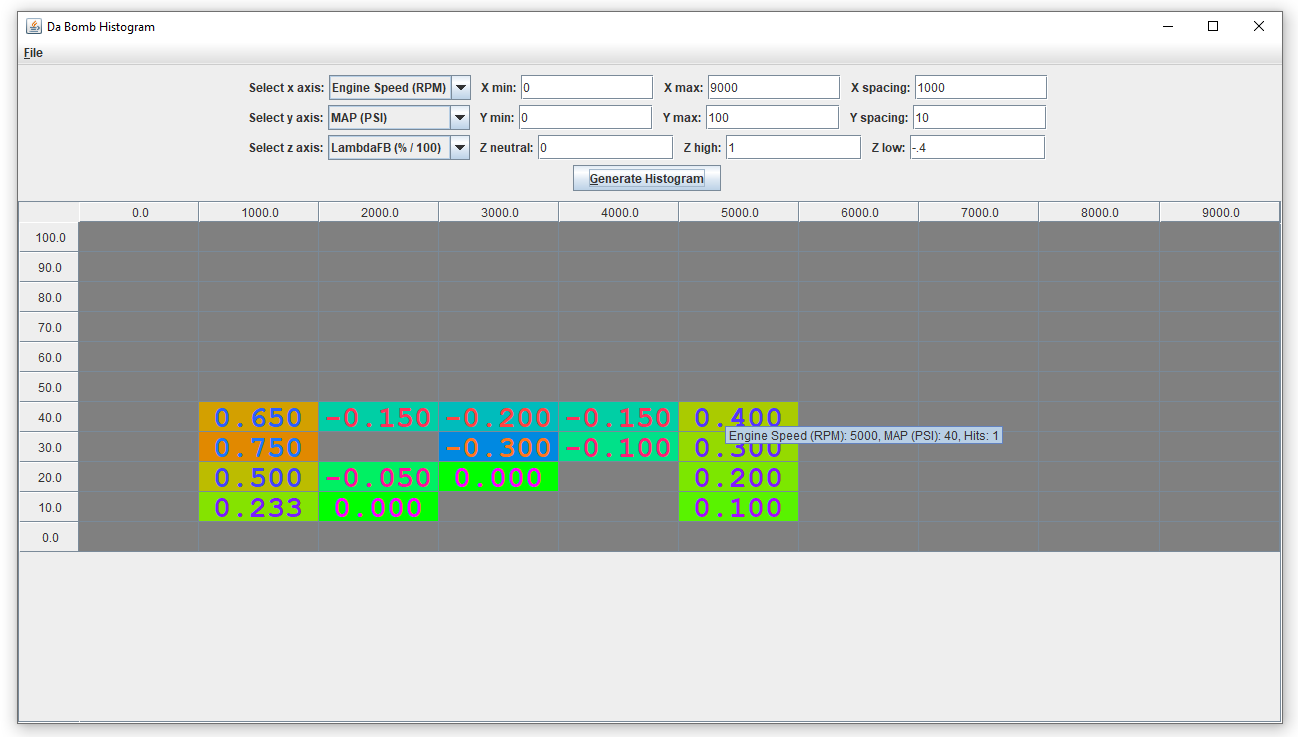 Da Bomb Histogram
File
Select x axis: Engine Speed (RPM) X min: 0 X max: 9000 X spacing: 1000
Select y axis: MAP (PSI) Y min: 0 Y max: 100 Y spacing: 10
Select z axis: LambdaFB (% / 100) Z neutral: 0 Z high: 1 Z low: -.4
Generate Histogram
0.0 1000.0 2000.0 3000.0 4000.0 5000.0 6000.0 7000.0 8000.0 9000.0
100.0
90.0
80.0
70.0
60.0
50.0
40.0 0.650 -0.150 -0.200 -0.150 0.400
Engine Speed (RPM): 5000, MAP (PSI): 40, Hits: 1
30.0 0.750 -0.300 -0.100 0.300
20.0 0.500 -0.050 0.000 0.200
10.0 0.233 0.000 0.100
0.0